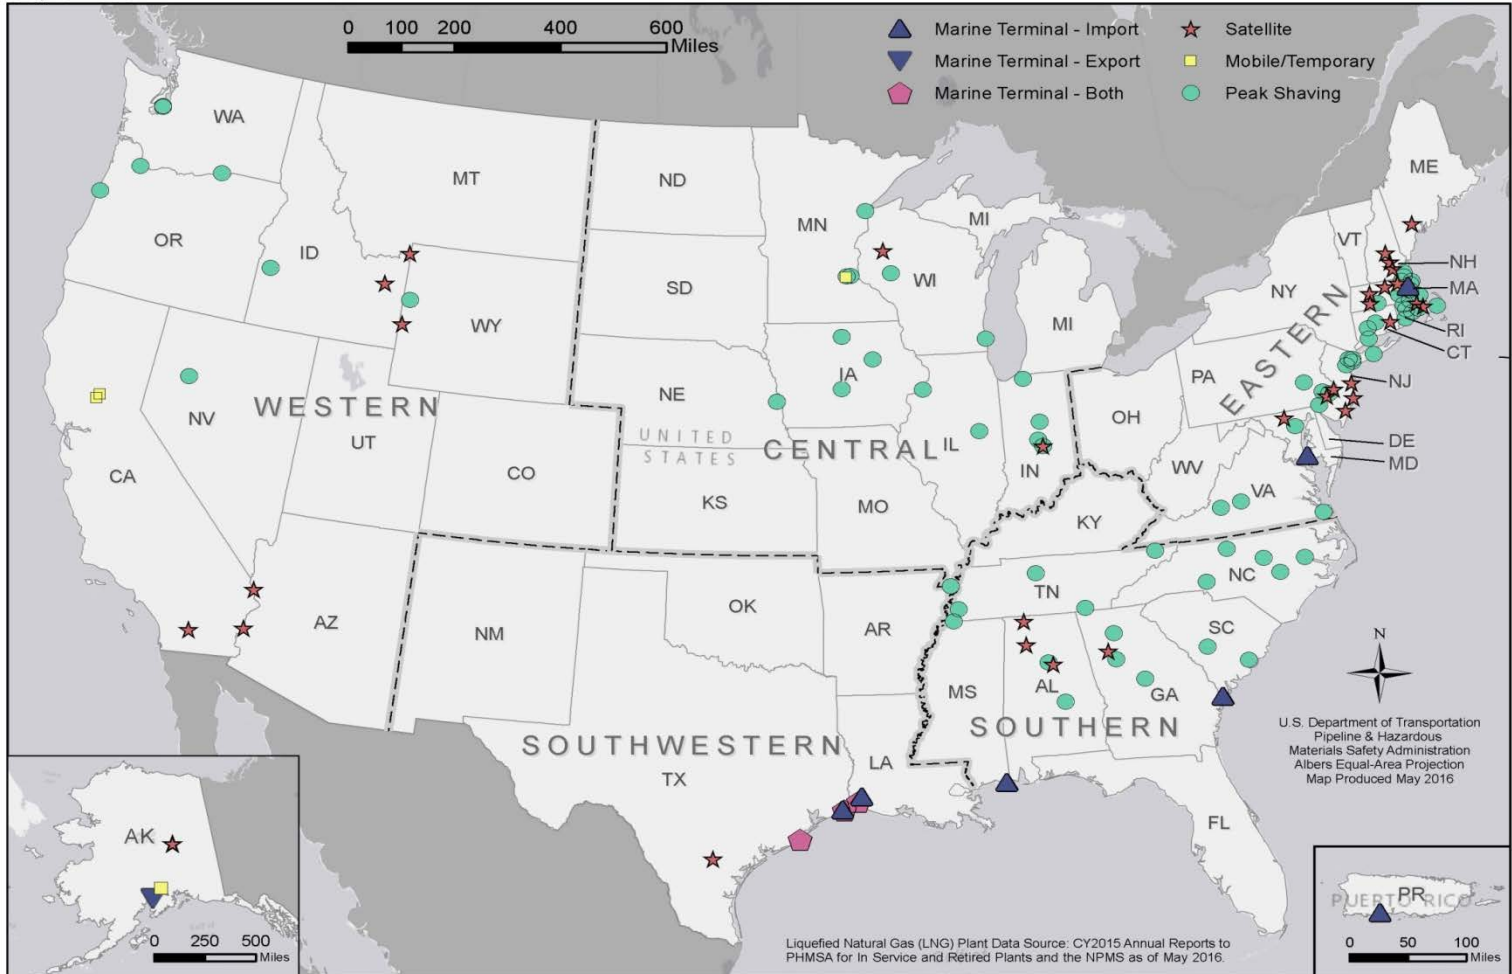 0 100 200 400 600
Miles
Marine Terminal - Import
Marine Terminal - Export
Marine Terminal - Both
Satellite
Mobile/Temporary
Peak Shaving
WA
MT
ND
MN
MI
ME
OR
ID
SD
WI
VT
NH
MA
NY
WY
MI
RI
CT
IA
NE
PA
NJ
EASTERN
NV
WESTERN
UT
UNITED
STATES
CENTRAL
IL
IN
OH
DE
MD
CA
CO
KS
MO
WV
VA
KY
AZ
NM
OK
AR
TN
NC
SC
MS
AL
GA
SOUTHERN
SOUTHWESTERN
TX
LA
FL
N
U.S. Department of Transportation
Pipeline & Hazardous
Materials Safety Administration
Albers Equal-Area Projection
Map Produced May 2016
AK
0 250 500
Miles
PR
PUERTO RICO
0 50 100
Miles
Liquefied Natural Gas (LNG) Plant Data Source: CY2015 Annual Reports to
PHMSA for In Service and Retired Plants and the NPMS as of May 2016.